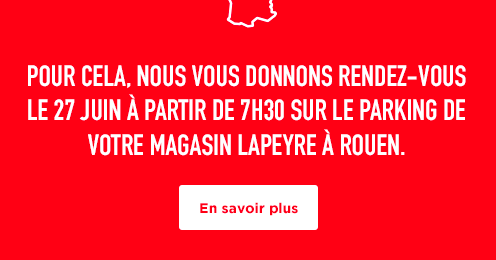 POUR CELA, NOUS VOUS DONNONS RENDEZ-VOUS
LE 27 JUIN À PARTIR DE 7H30 SUR LE PARKING DE
VOTRE MAGASIN LAPEYRE À ROUEN.
En savoir plus